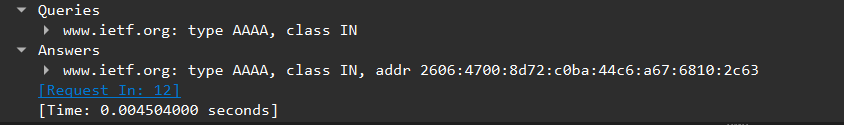 Queries
www.ietf.org: type AAAA, class IN
Answers
www.ietf.org: type AAAA, class IN, addr 2606:4700:8d72:c0ba:44c6:a67:6810:2c63
[Request In: 12]
[Time: 0.004504000 seconds]